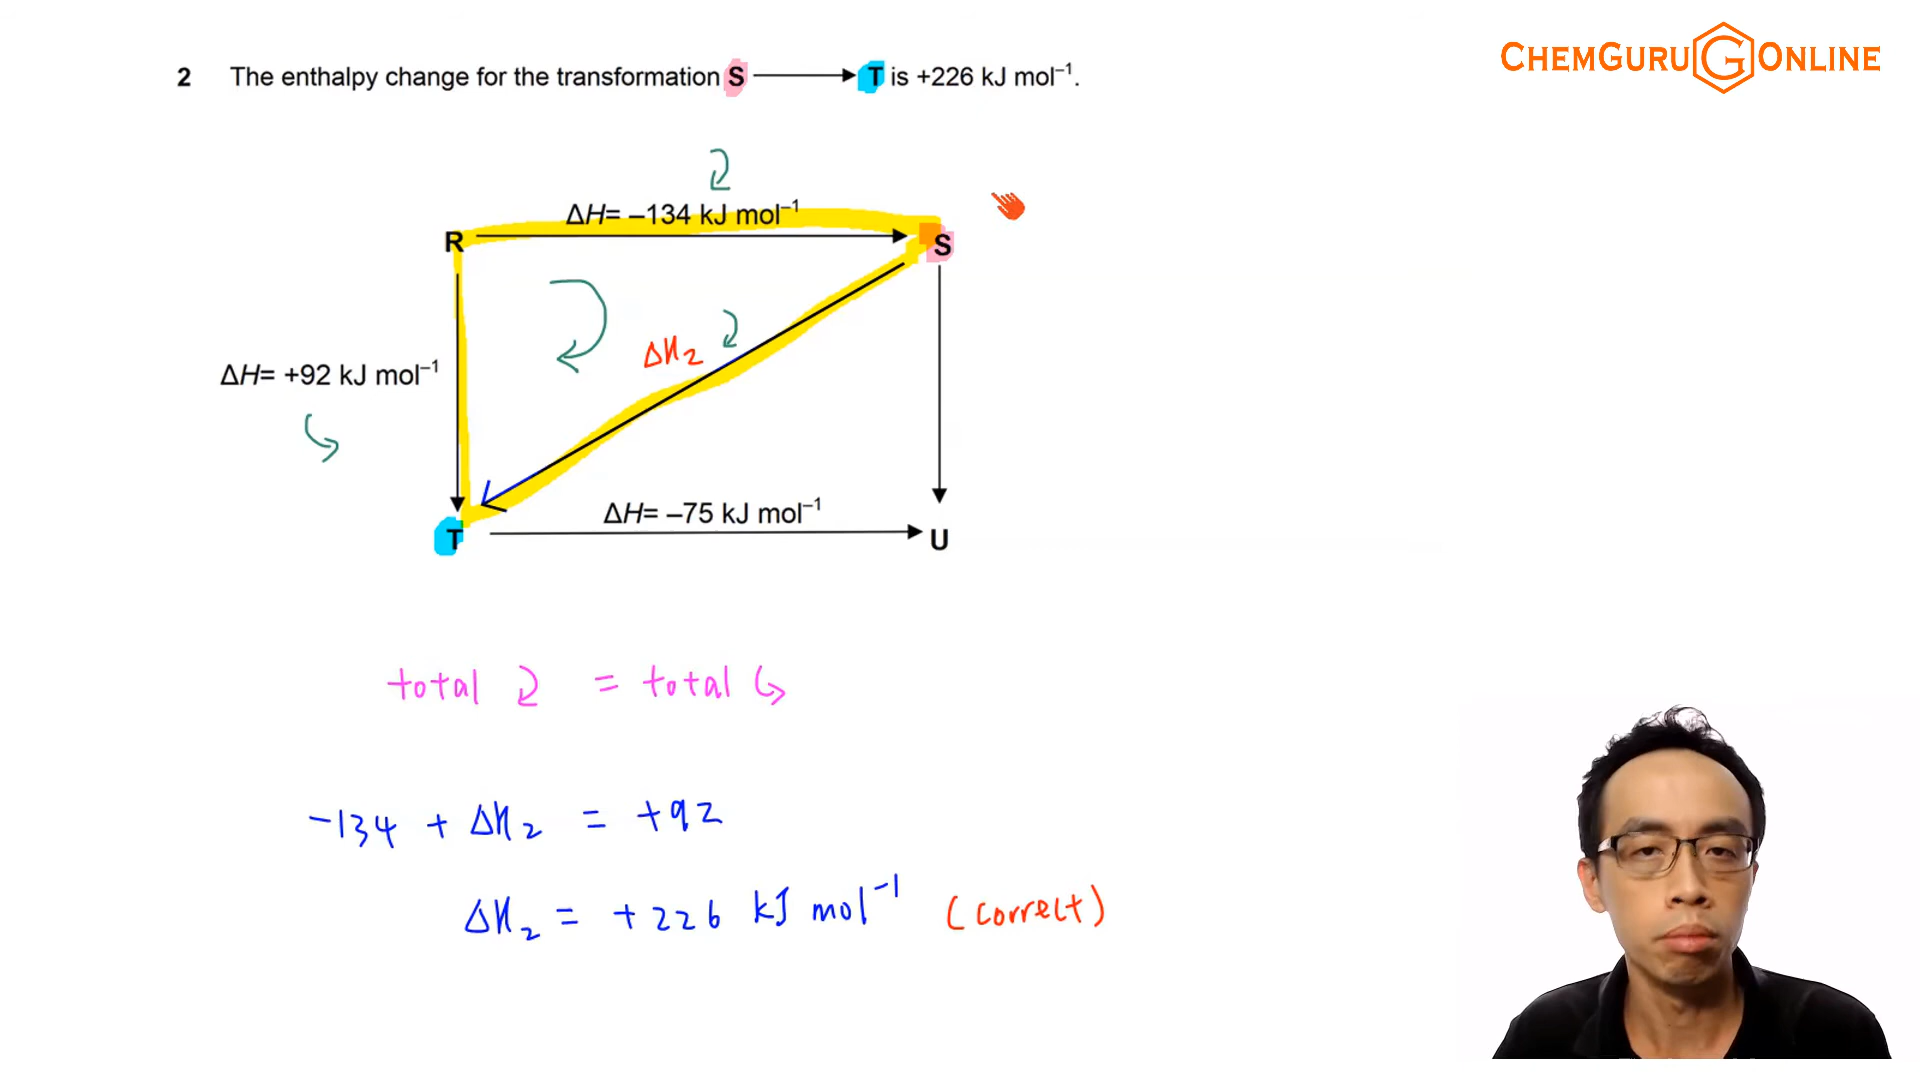 CHEMGURU G ONLINE
2 The enthalpy change for the transformation S ⟶ T is +226 kJ mol⁻¹.
ΔH= –134 kJ mol⁻¹
R
S
ΔH₂
ΔH= +92 kJ mol⁻¹
ΔH= –75 kJ mol⁻¹
T
U
total ⤵ = total ⤷
-134 + ΔH₂ = +92
ΔH₂ = +226 kJ mol⁻¹ (correct)